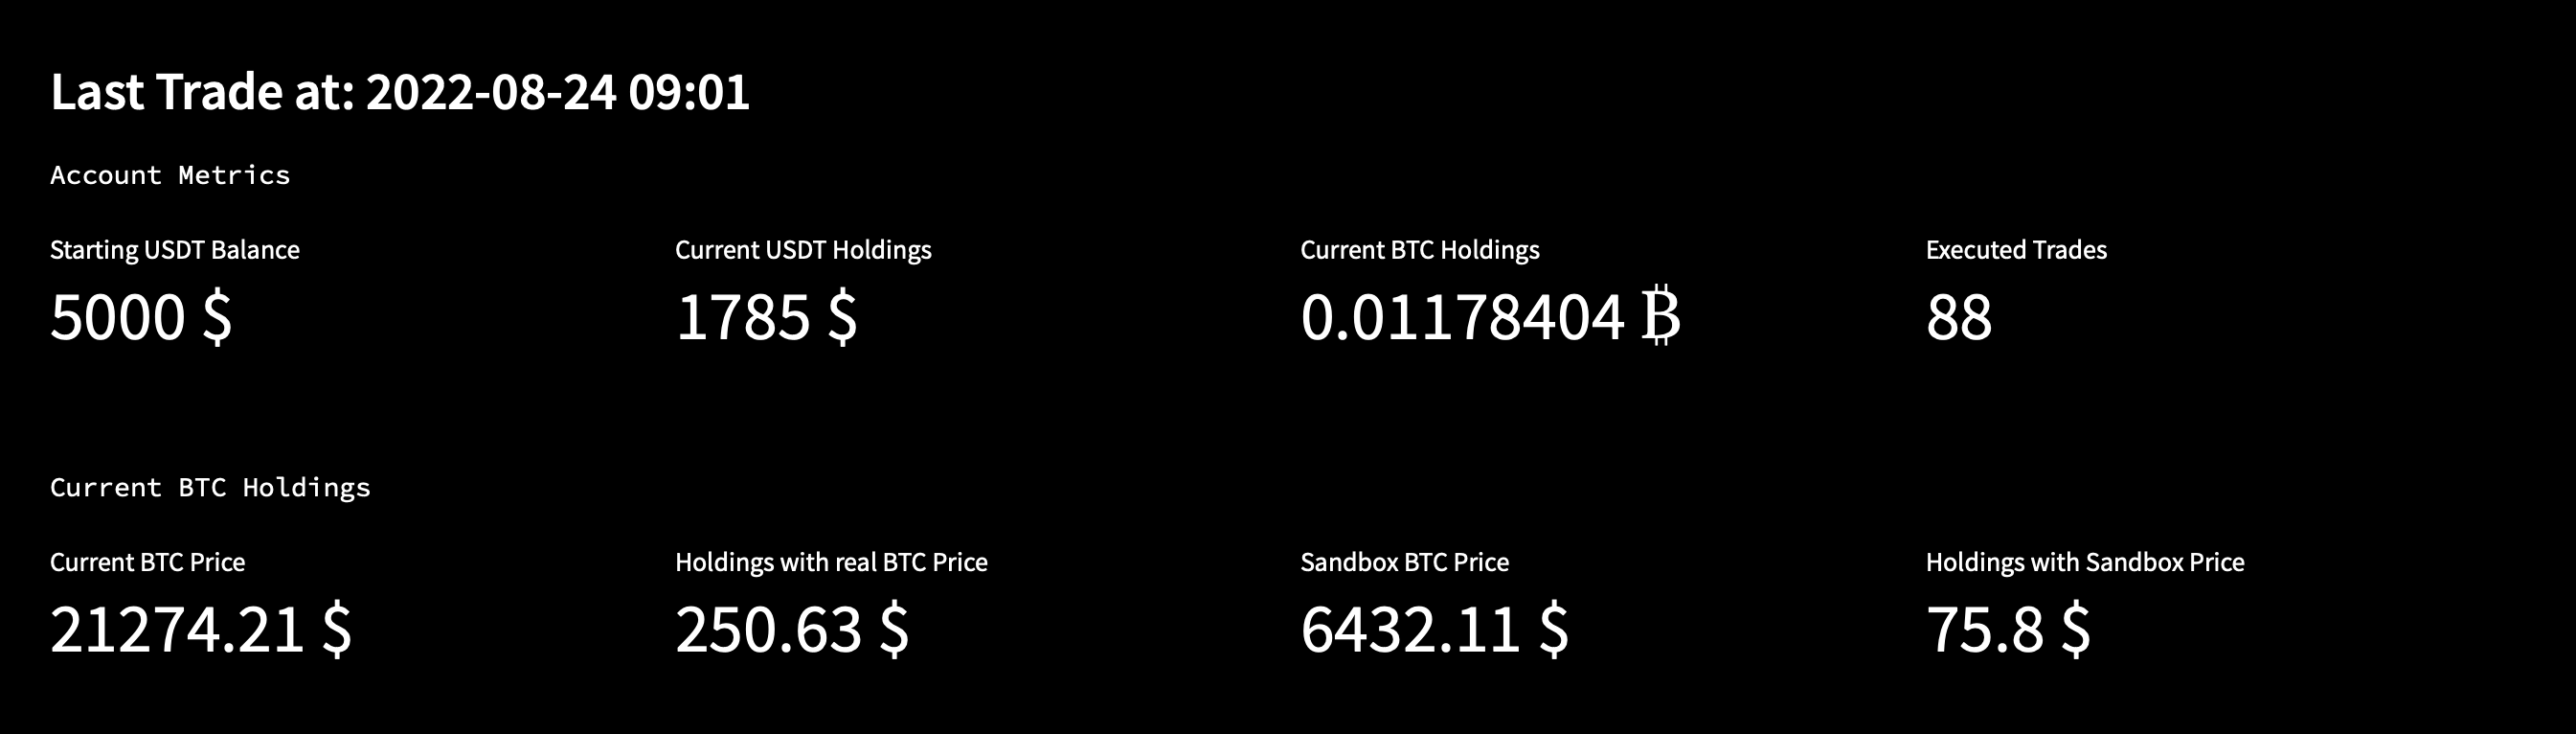 Last Trade at: 2022-08-24 09:01
Account Metrics
Starting USDT Balance
Current USDT Holdings
Current BTC Holdings
Executed Trades
5000 $
1785 $
0.01178404 ₿
88
Current BTC Holdings
Current BTC Price
Holdings with real BTC Price
Sandbox BTC Price
Holdings with Sandbox Price
21274.21 $
250.63 $
6432.11 $
75.8 $